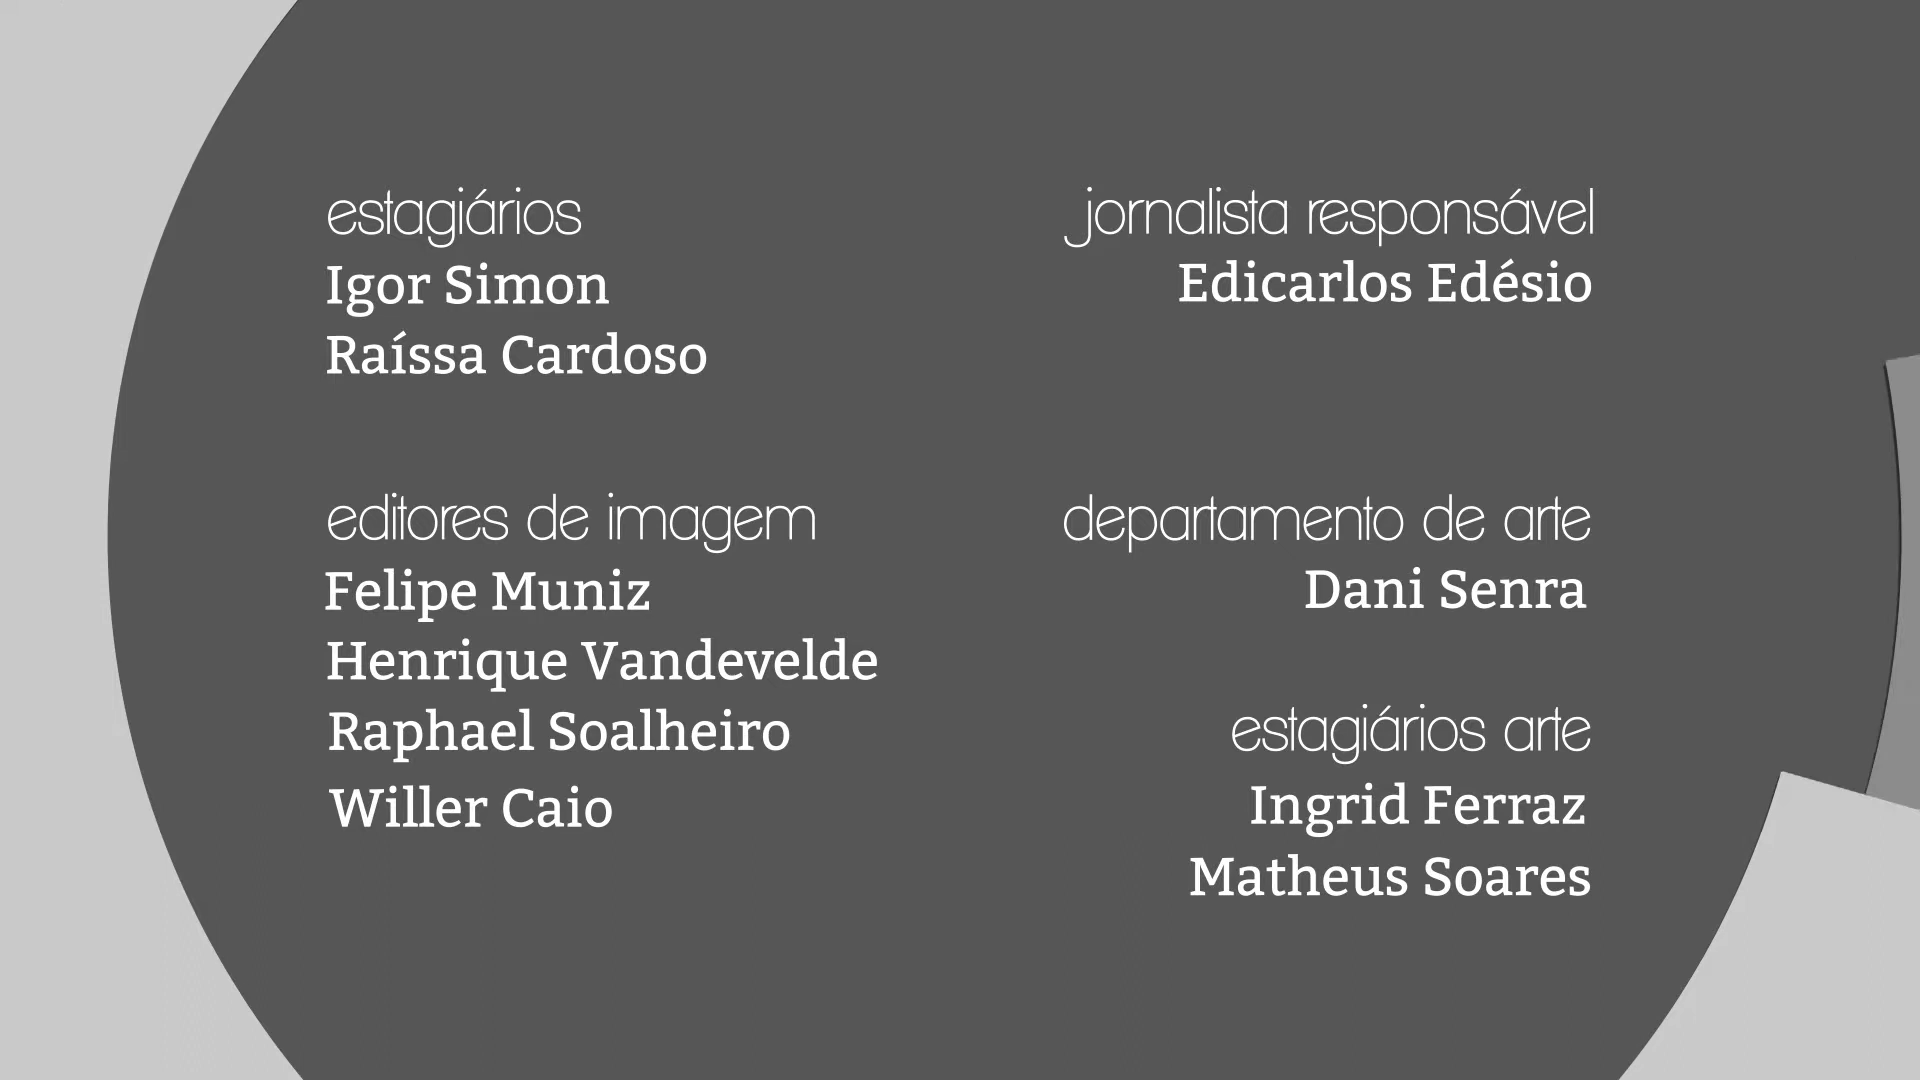 estagiários
Igor Simon
Raíssa Cardoso
editores de imagem
Felipe Muniz
Henrique Vandevelde
Raphael Soalheiro
Willer Caio
jornalista responsável
Edicarlos Edésio
departamento de arte
Dani Senra
estagiários arte
Ingrid Ferraz
Matheus Soares